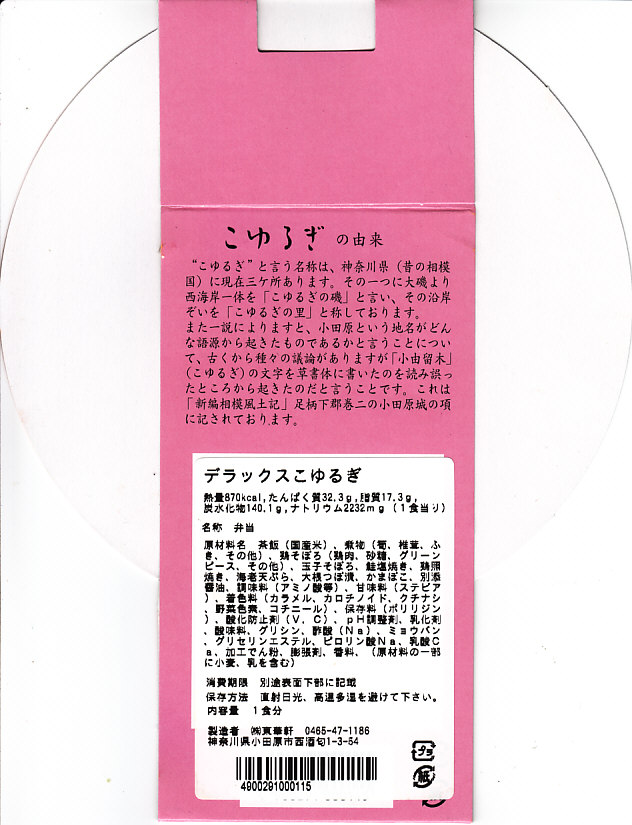 こゆるぎ の由来
“こゆるぎ”と言う名称は、神奈川県（昔の相模
国）に現在三ケ所あります。その一つに大磯より
西海岸一体を「こゆるぎの磯」と言い、その沿岸
ぞいを「こゆるぎの里」と称しております。
また一説によりますと、小田原という地名がどん
な語源から起きたものであるかと言うことについ
て、古くから種々の議論がありますが「小由留木」
（こゆるぎ）の文字を草書体に書いたのを読み誤っ
たところから起きたのだと言うことです。これは
「新編相模風土記」足柄下郡巻二の小田原城の項
に記されております。
デラックスこゆるぎ
熱量870kcal,たんぱく質32.3g,脂質17.3g,
炭水化物140.1g,ナトリウム2232mg（1食当り）
名称 弁当
原材料名 茶飯（国産米）、煮物（筍、椎茸、ふ
き、その他）、鶏そぼろ（鶏肉、砂糖、グリーン
ピース、その他）、玉子そぼろ、鮭塩焼き、鶏照
焼き、海老天ぷら、大根つぼ漬、かまぼこ、別添
醤油、調味料（アミノ酸等）、甘味料（ステビア
）、着色料（カラメル、カロチノイド、クチナシ
、野菜色素、コチニール）、保存料（ポリリジン
）、酸化防止剤（V．C）、pH調整剤、乳化剤
、酸味料、グリシン、酢酸（Na）、ミョウバン、
グリセリンエステル、ピロリン酸Na、乳酸C
a、加工でん粉、膨張剤、香料、（原材料の一部
に小麦、乳を含む）
消費期限 別途表面下部に記載
保存方法 直射日光、高温多湿を避けて下さい。
内容量 1食分
製造者 ㈱東華軒 0465-47-1186
神奈川県小田原市西酒匂1-3-54
プラ
紙
4900291000115